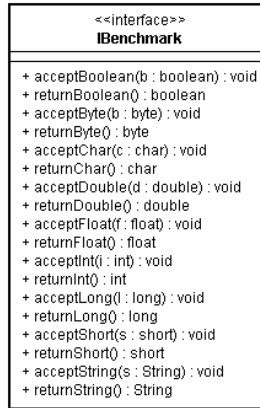 <<interface>>
IBenchmark
+ acceptBoolean(b : boolean) : void
+ returnBoolean() : boolean
+ acceptByte(b : byte) : void
+ returnByte() : byte
+ acceptChar(c : char) : void
+ returnChar() : char
+ acceptDouble(d : double) : void
+ returnDouble() : double
+ acceptFloat(f : float) : void
+ returnFloat() : float
+ acceptInt(i : int) : void
+ returnInt() : int
+ acceptLong(l : long) : void
+ returnLong() : long
+ acceptShort(s : short) : void
+ returnShort() : short
+ acceptString(s : String) : void
+ returnString() : String